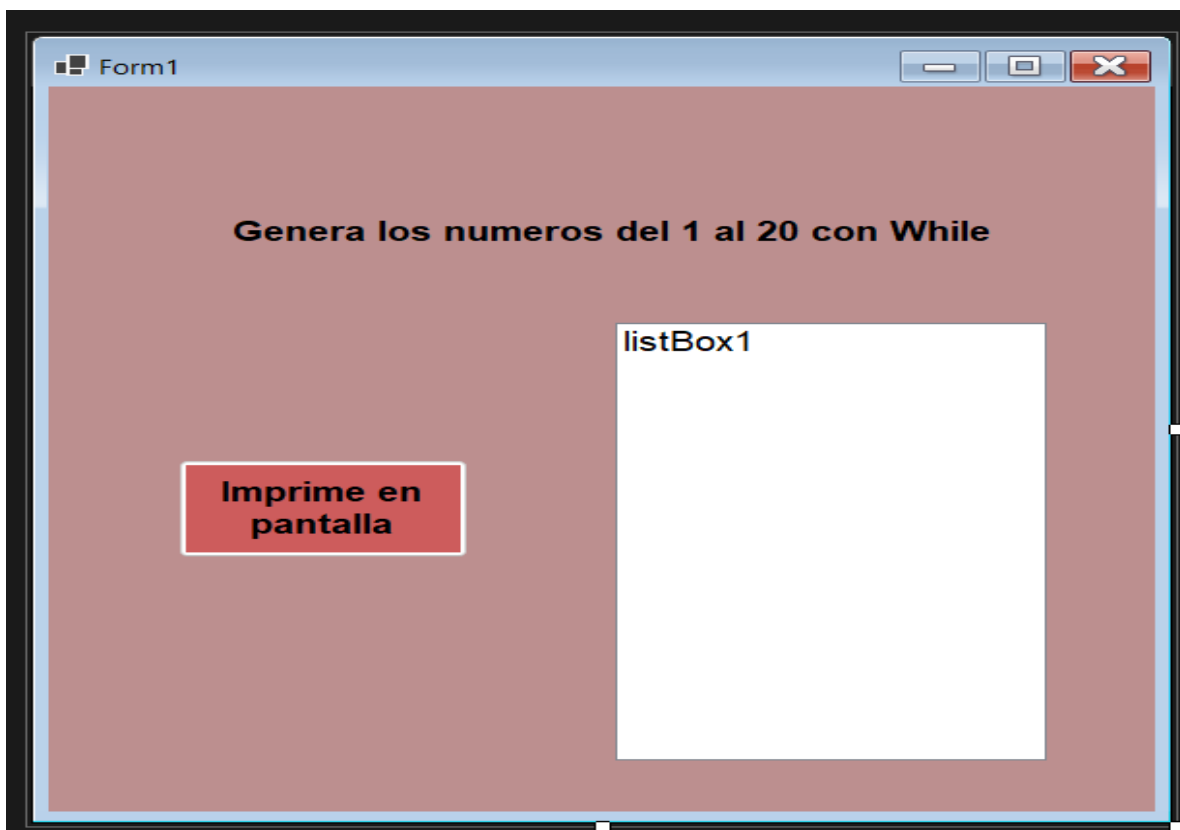 Form1
Genera los numeros del 1 al 20 con While
listBox1
Imprime en
pantalla